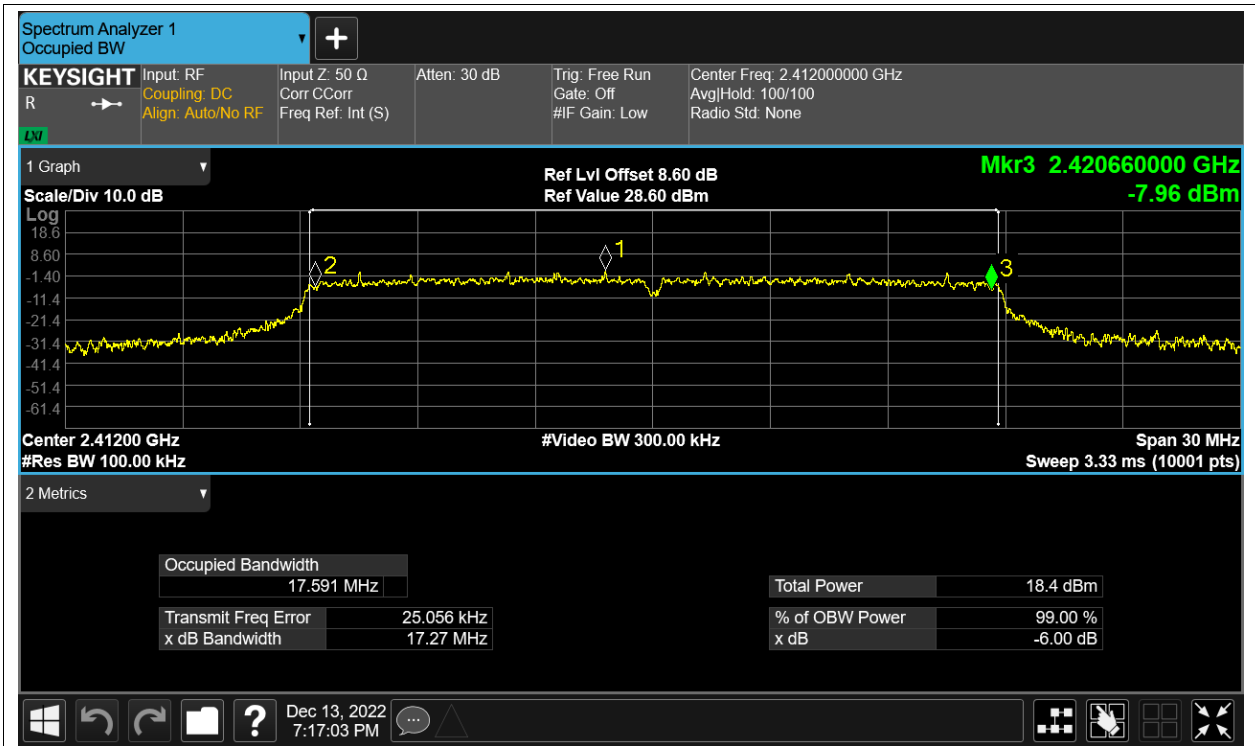 Spectrum Analyzer 1
Occupied BW
+
KEYSIGHT
R
LXI
Input: RF
Coupling: DC
Align: Auto/No RF
Input Z: 50 Ω
Corr CCorr
Freq Ref: Int (S)
Atten: 30 dB
Trig: Free Run
Gate: Off
#IF Gain: Low
Center Freq: 2.412000000 GHz
Avg|Hold: 100/100
Radio Std: None
1 Graph
Scale/Div 10.0 dB
Ref Lvl Offset 8.60 dB
Ref Value 28.60 dBm
Mkr3 2.420660000 GHz
-7.96 dBm
Log
18.6
8.60
-1.40
-11.4
-21.4
-31.4
-41.4
-51.4
-61.4
2
1
3
Center 2.41200 GHz
#Res BW 100.00 kHz
#Video BW 300.00 kHz
Span 30 MHz
Sweep 3.33 ms (10001 pts)
2 Metrics
Occupied Bandwidth
17.591 MHz
Transmit Freq Error 25.056 kHz
x dB Bandwidth 17.27 MHz
Total Power 18.4 dBm
% of OBW Power 99.00 %
x dB -6.00 dB
?
Dec 13, 2022
7:17:03 PM